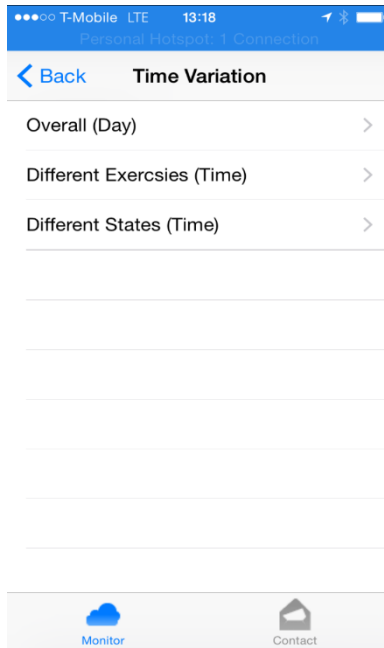 T-Mobile LTE 13:18
Personal Hotspot: 1 Connection
Back Time Variation
Overall (Day)
Different Exercsies (Time)
Different States (Time)
Monitor Contact